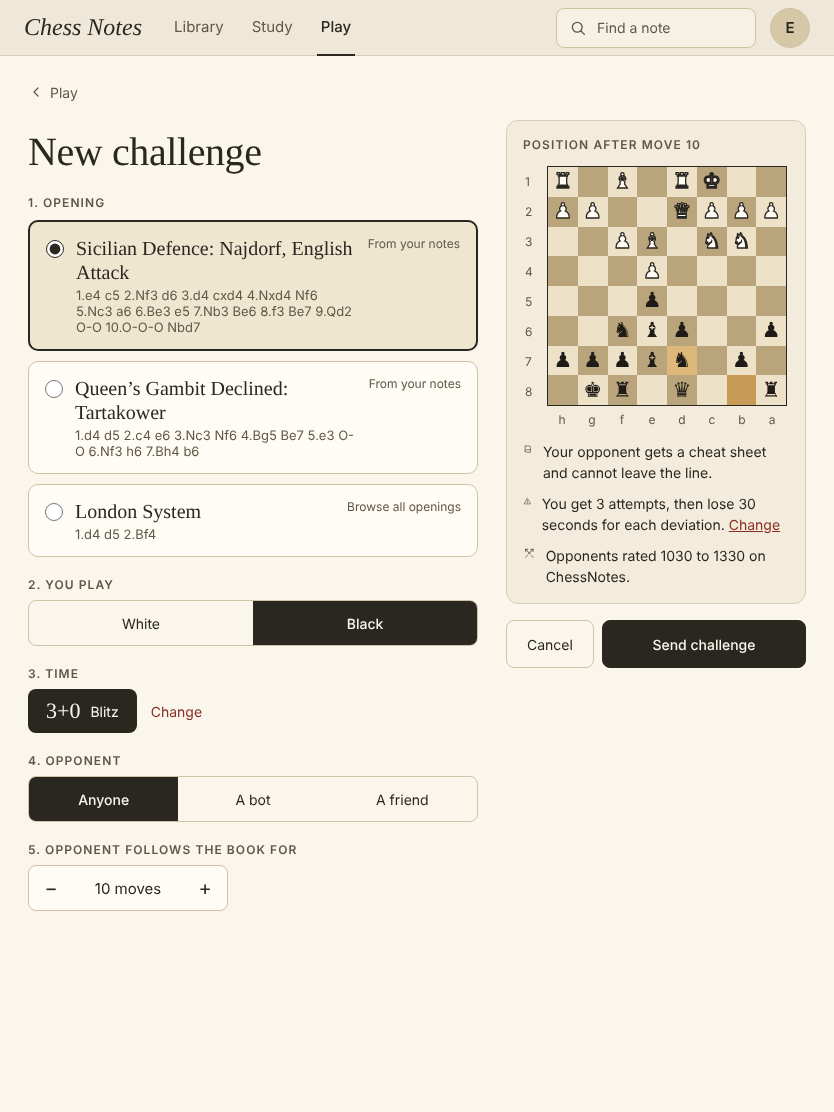 Chess Notes
Library
Study
Play
Find a note
E
Play
New challenge
1. OPENING
Sicilian Defence: Najdorf, English
Attack
From your notes
1.e4 c5 2.Nf3 d6 3.d4 cxd4 4.Nxd4 Nf6
5.Nc3 a6 6.Be3 e5 7.Nb3 Be6 8.f3 Be7 9.Qd2
O-O 10.O-O-O Nbd7
Queen’s Gambit Declined:
Tartakower
From your notes
1.d4 d5 2.c4 e6 3.Nc3 Nf6 4.Bg5 Be7 5.e3 O-
O 6.Nf3 h6 7.Bh4 b6
London System
Browse all openings
1.d4 d5 2.Bf4
2. YOU PLAY
White
Black
3. TIME
3+0 Blitz
Change
4. OPPONENT
Anyone
A bot
A friend
5. OPPONENT FOLLOWS THE BOOK FOR
− 10 moves +
POSITION AFTER MOVE 10
1
2
3
4
5
6
7
8
h g f e d c b a
Your opponent gets a cheat sheet
and cannot leave the line.
You get 3 attempts, then lose 30
seconds for each deviation. Change
Opponents rated 1030 to 1330 on
ChessNotes.
Cancel
Send challenge